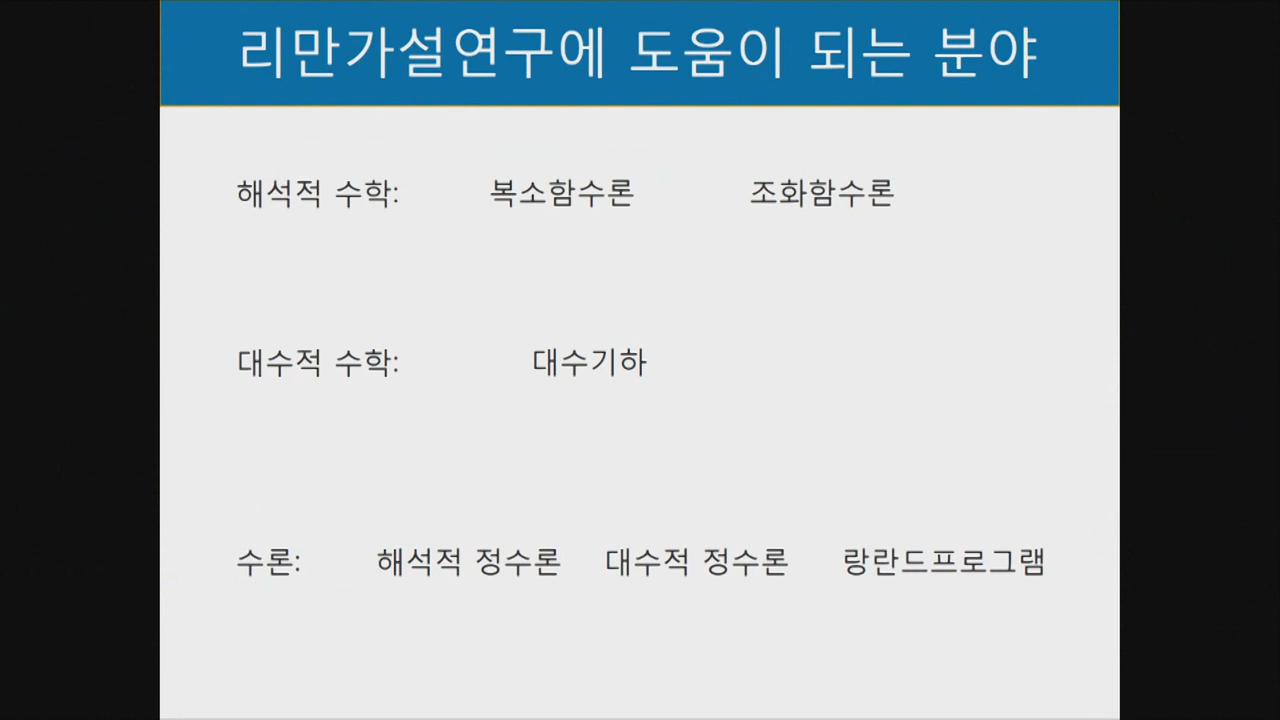 리만가설연구에 도움이 되는 분야
해석적 수학: 복소함수론 조화함수론
대수적 수학: 대수기하
수론: 해석적 정수론 대수적 정수론 랑란드프로그램